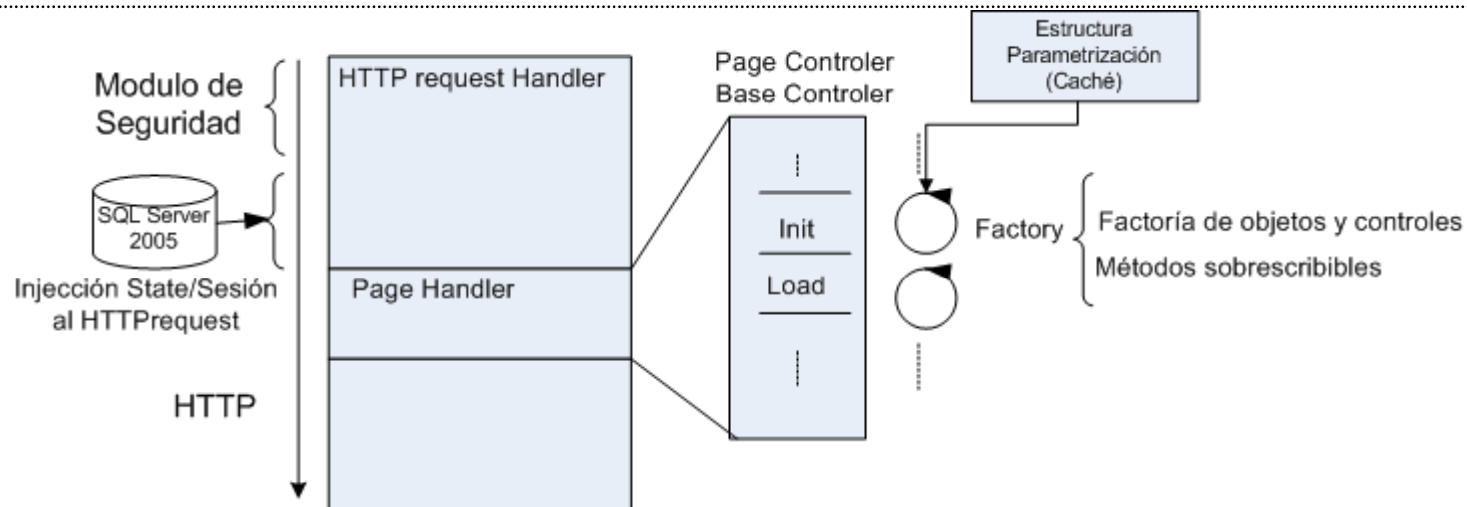 Estructura
Parametrización
(Caché)
Modulo de
Seguridad
HTTP request Handler
Page Controler
Base Controler
SQL Server
2005
Injección State/Sesión
al HTTPrequest
Page Handler
Init
Load
Factory
Factoría de objetos y controles
Métodos sobrescribibles
HTTP